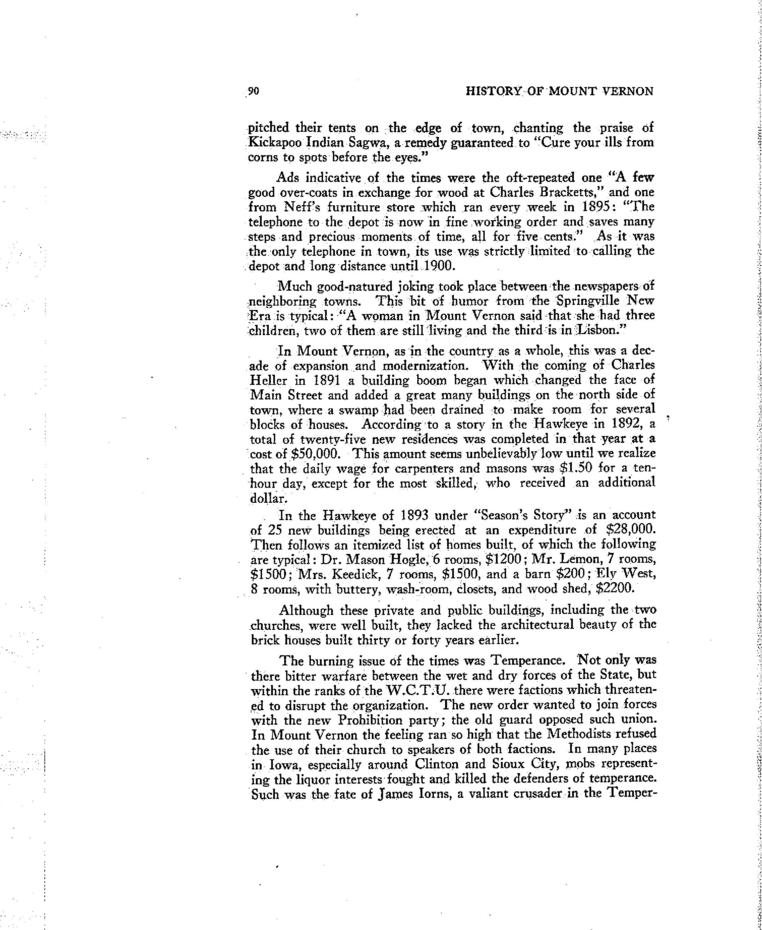 90 HISTORY OF MOUNT VERNON
pitched their tents on the edge of town, chanting the praise of
Kickapoo Indian Sagwa, a remedy guaranteed to “Cure your ills from
corns to spots before the eyes.”
Ads indicative of the times were the oft-repeated one “A few
good over-coats in exchange for wood at Charles Bracketts,” and one
from Neff’s furniture store which ran every week in 1895: “The
telephone to the depot is now in fine working order and saves many
steps and precious moments of time, all for five cents.” As it was
the only telephone in town, its use was strictly limited to calling the
depot and long distance until 1900.
Much good-natured joking took place between the newspapers of
neighboring towns. This bit of humor from the Springville New
Era is typical: “A woman in Mount Vernon said that she had three
children, two of them are still living and the third is in Lisbon.”
In Mount Vernon, as in the country as a whole, this was a dec-
ade of expansion and modernization. With the coming of Charles
Heller in 1891 a building boom began which changed the face of
Main Street and added a great many buildings on the north side of
town, where a swamp had been drained to make room for several
blocks of houses. According to a story in the Hawkeye in 1892, a
total of twenty-five new residences was completed in that year at a
cost of $50,000. This amount seems unbelievably low until we realize
that the daily wage for carpenters and masons was $1.50 for a ten-
hour day, except for the most skilled, who received an additional
dollar.
In the Hawkeye of 1893 under “Season’s Story” is an account
of 25 new buildings being erected at an expenditure of $28,000.
Then follows an itemized list of homes built, of which the following
are typical: Dr. Mason Hogle, 6 rooms, $1200; Mr. Lemon, 7 rooms,
$1500; Mrs. Keedick, 7 rooms, $1500, and a barn $200; Ely West,
8 rooms, with buttery, wash-room, closets, and wood shed, $2200.
Although these private and public buildings, including the two
churches, were well built, they lacked the architectural beauty of the
brick houses built thirty or forty years earlier.
The burning issue of the times was Temperance. Not only was
there bitter warfare between the wet and dry forces of the State, but
within the ranks of the W.C.T.U. there were factions which threaten-
ed to disrupt the organization. The new order wanted to join forces
with the new Prohibition party; the old guard opposed such union.
In Mount Vernon the feeling ran so high that the Methodists refused
the use of their church to speakers of both factions. In many places
in Iowa, especially around Clinton and Sioux City, mobs represent-
ing the liquor interests fought and killed the defenders of temperance.
Such was the fate of James Iorns, a valiant crusader in the Temper-